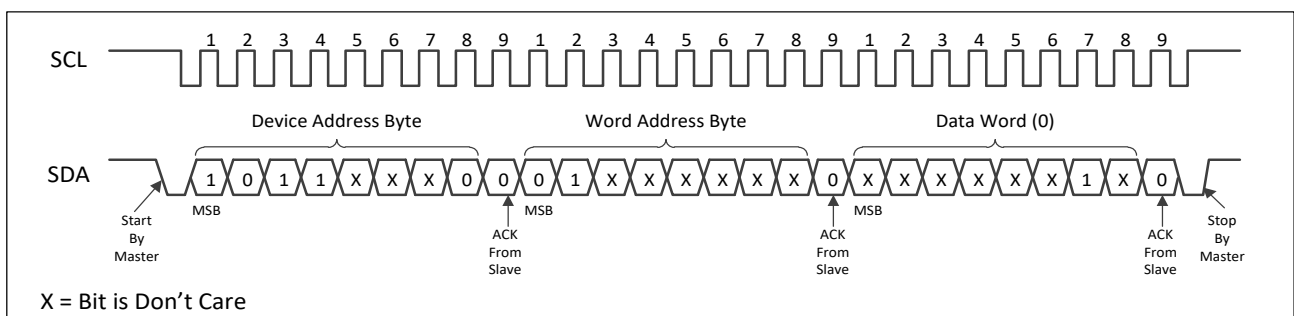 SCL
1 2 3 4 5 6 7 8 9 1 2 3 4 5 6 7 8 9 1 2 3 4 5 6 7 8 9
Device Address Byte
Word Address Byte
Data Word (0)
SDA
1 0 1 1 X X X 0 0 0 1 X X X X X X 0 X X X X X X 1 X 0
MSB
MSB
MSB
Start
By
Master
ACK
From
Slave
ACK
From
Slave
ACK
From
Slave
Stop
By
Master
X = Bit is Don’t Care